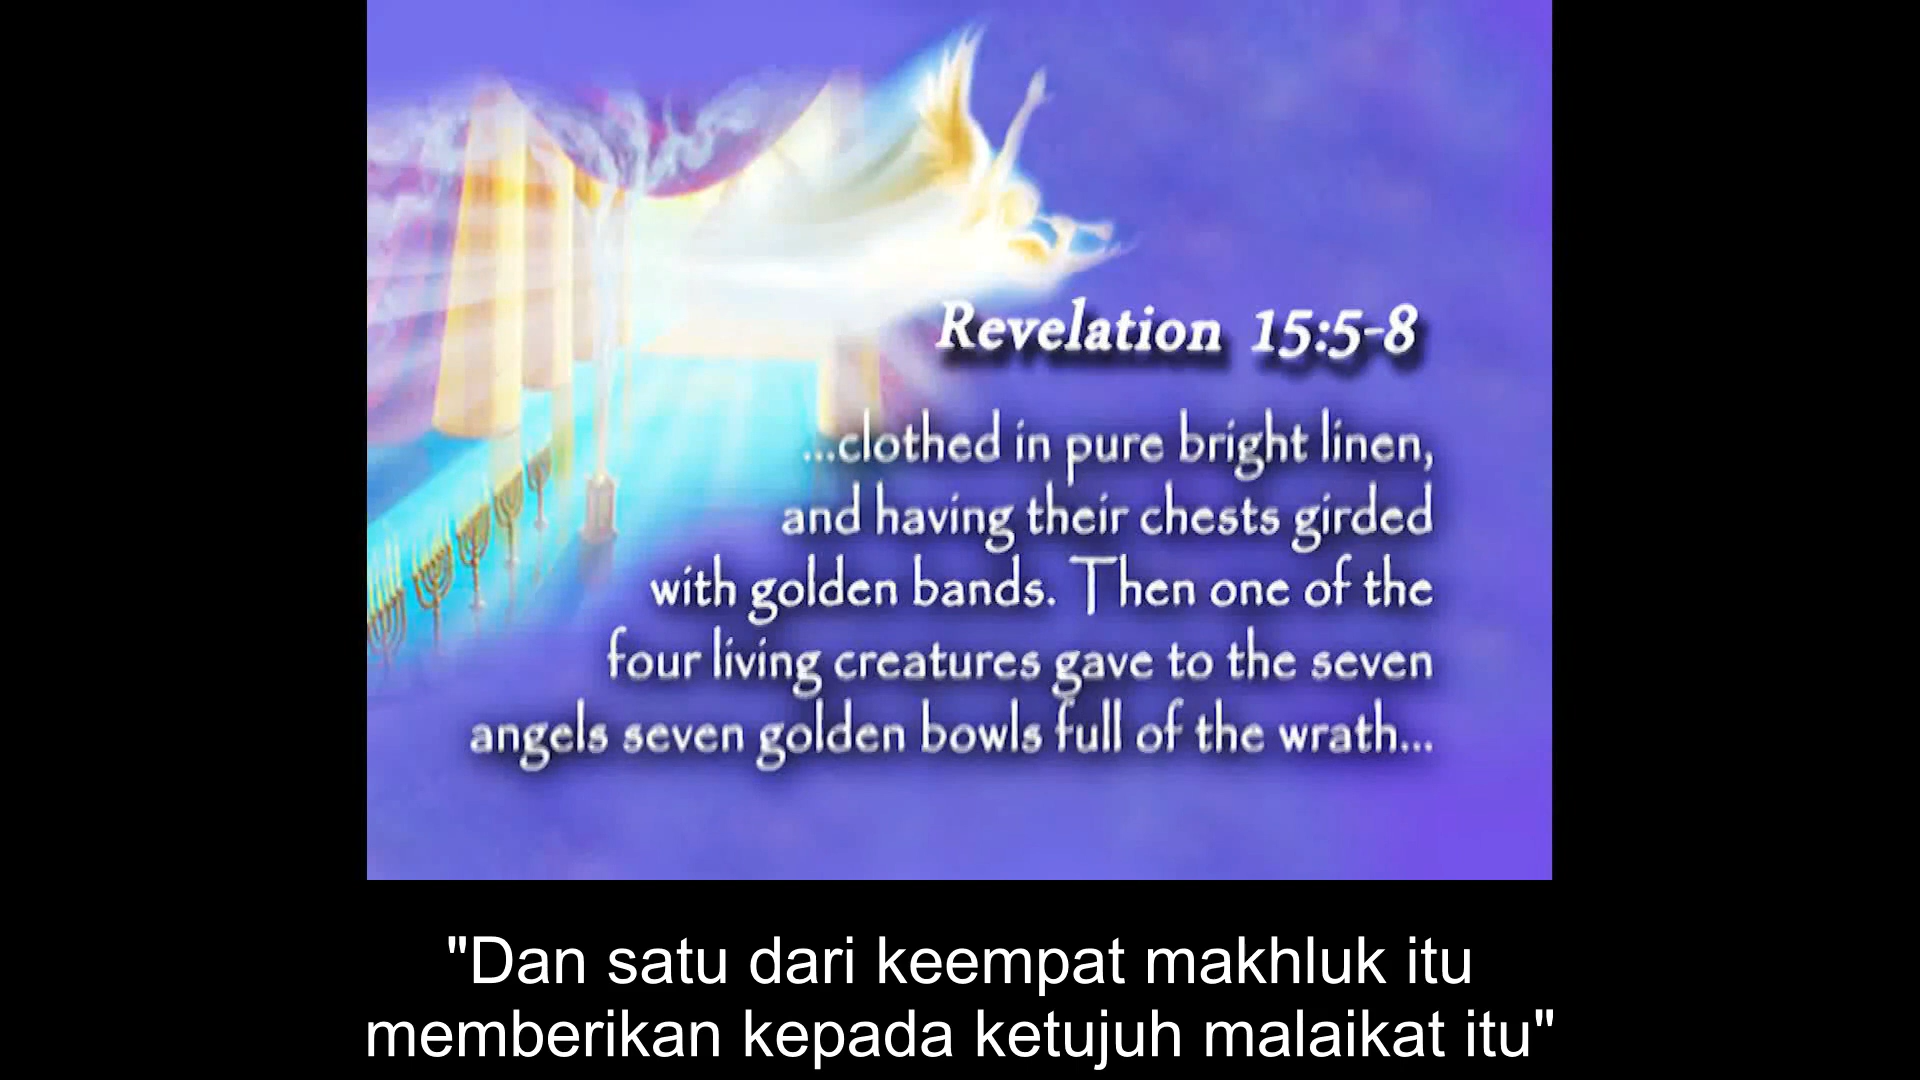 Revelation 15:5-8
...clothed in pure bright linen,
and having their chests girded
with golden bands. Then one of the
four living creatures gave to the seven
angels seven golden bowls full of the wrath...
"Dan satu dari keempat makhluk itu
memberikan kepada ketujuh malaikat itu"